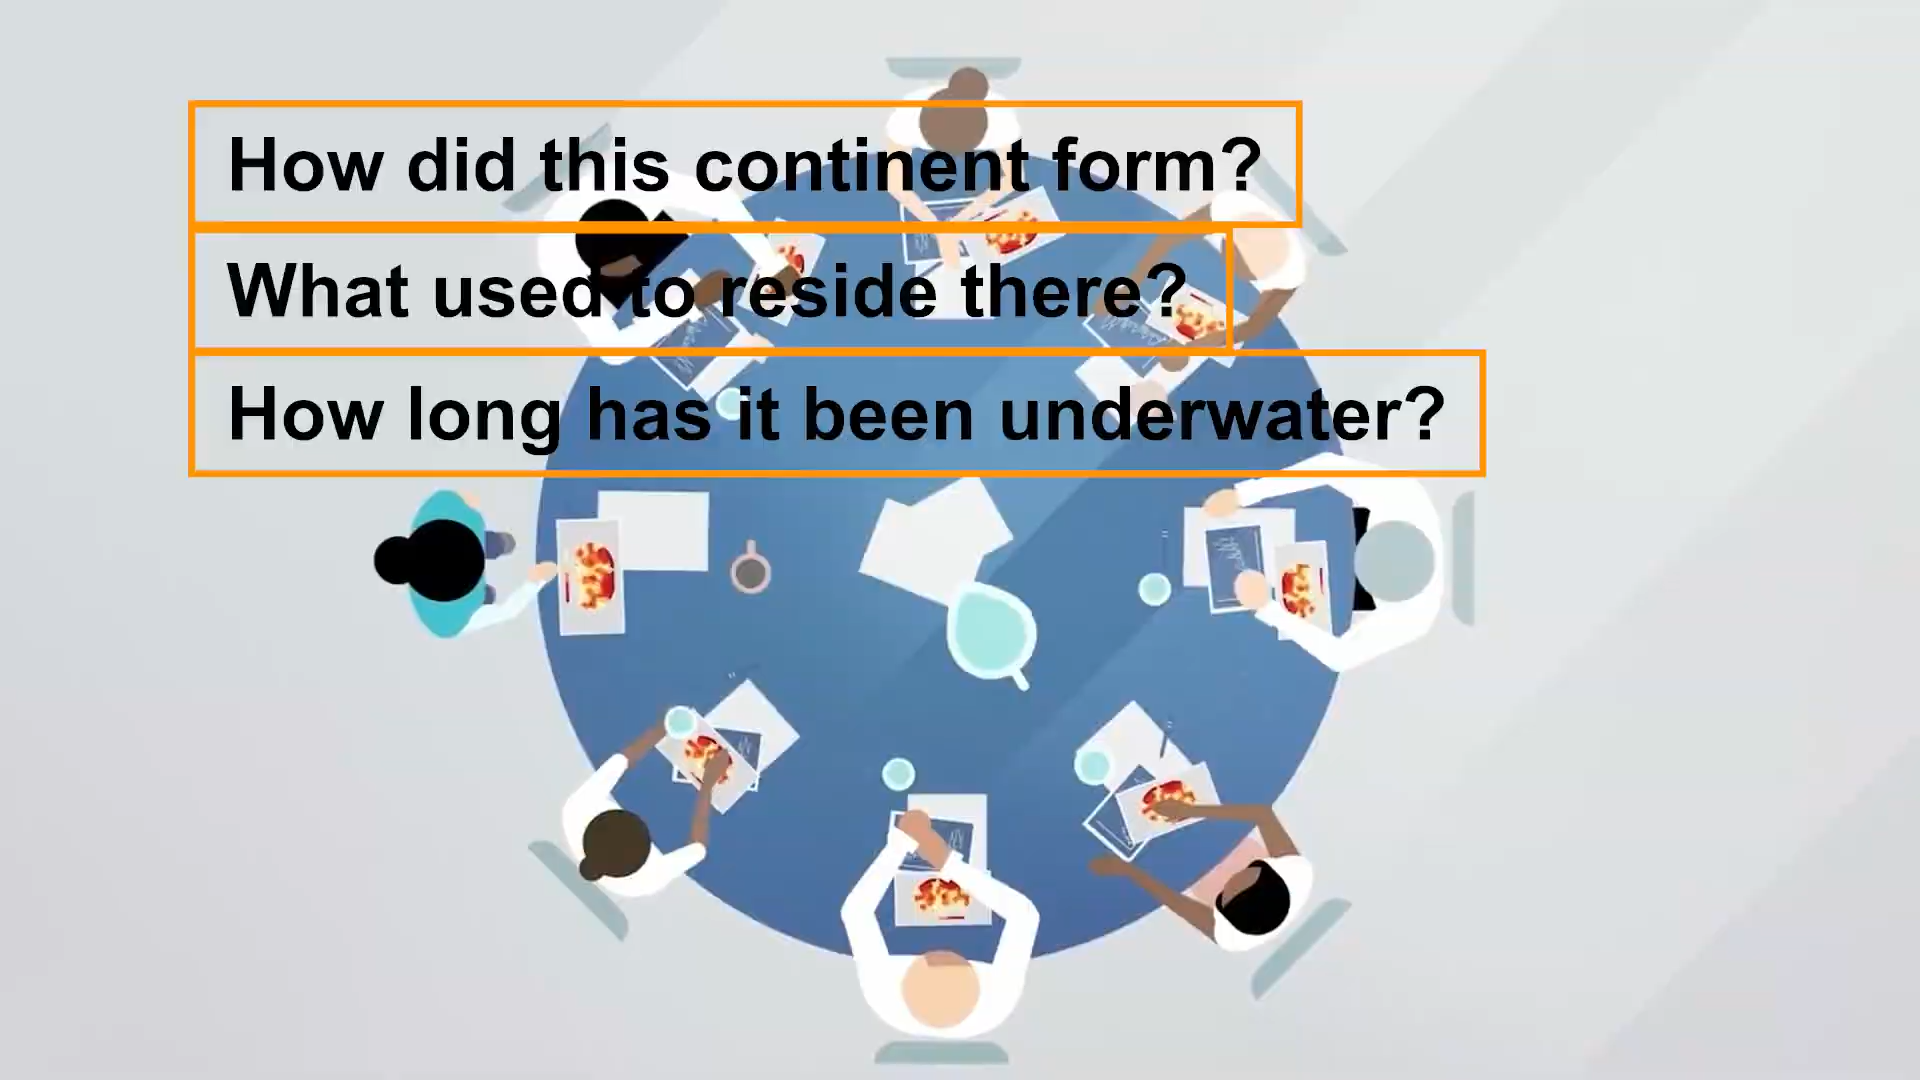 How did this continent form?
What used to reside there?
How long has it been underwater?